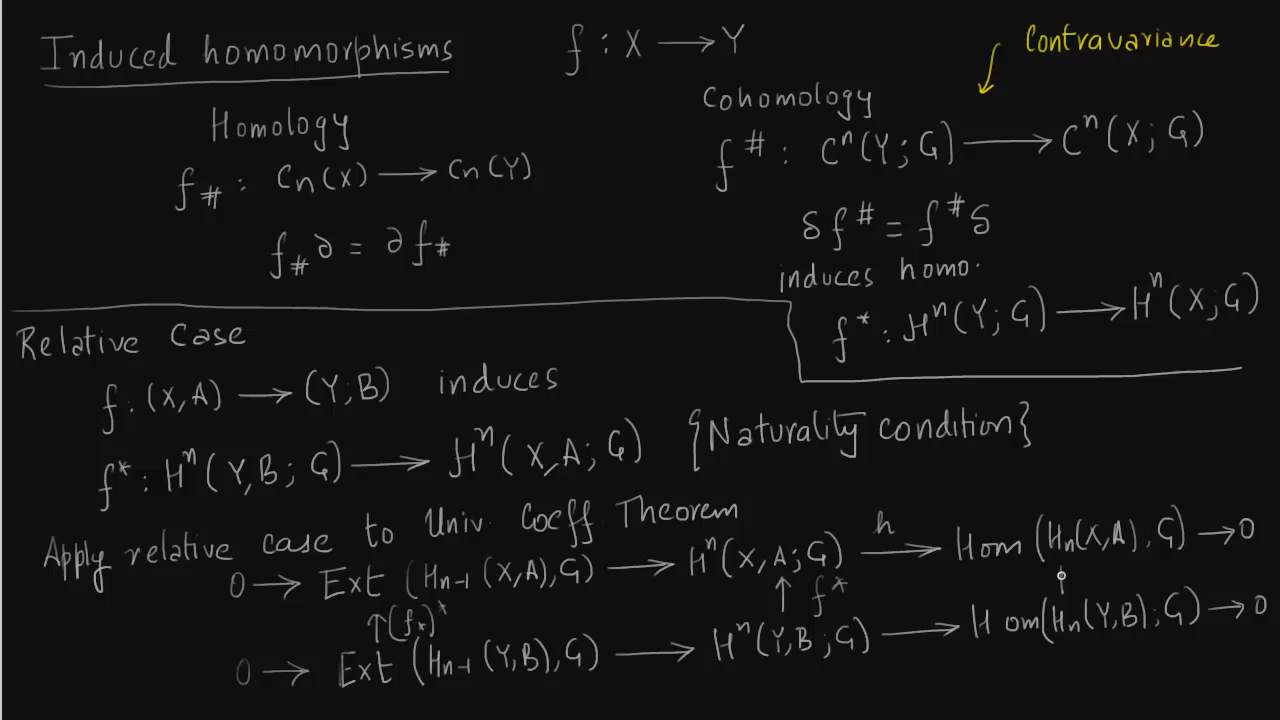 Induced homomorphisms
f : X ⟶ Y
Contravariance
Homology
f# : Cn(X) ⟶ Cn(Y)
f# ∂ = ∂ f#
Cohomology
f^# : C^n(Y; G) ⟶ C^n(X; G)
δ f^# = f^# δ
induces homo.
f^* : H^n(Y; G) ⟶ H^n(X; G)
Relative Case
f : (X, A) ⟶ (Y; B) induces
f^* : H^n(Y, B; G) ⟶ H^n(X, A; G) {Naturality condition}
Apply relative case to Univ. Coeff Theorem
0 → Ext (Hn-1 (X, A), G) ⟶ H^n(X, A; G) ⟶ h Hom (Hn(X, A), G) → 0
↑ (f*)^* ↑ f^*
0 → Ext (Hn-1 (Y, B), G) ⟶ H^n(Y, B; G) ⟶ Hom(Hn(Y, B); G) → 0